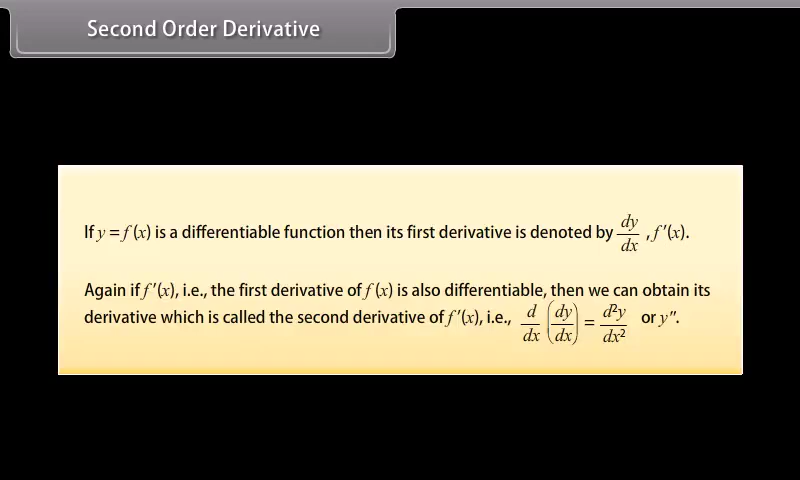 Second Order Derivative
If y = f (x) is a differentiable function then its first derivative is denoted by dy/dx , f ′(x).
Again if f ′(x), i.e., the first derivative of f (x) is also differentiable, then we can obtain its
derivative which is called the second derivative of f ′(x), i.e., d/dx (dy/dx) = d²y/dx² or y″.